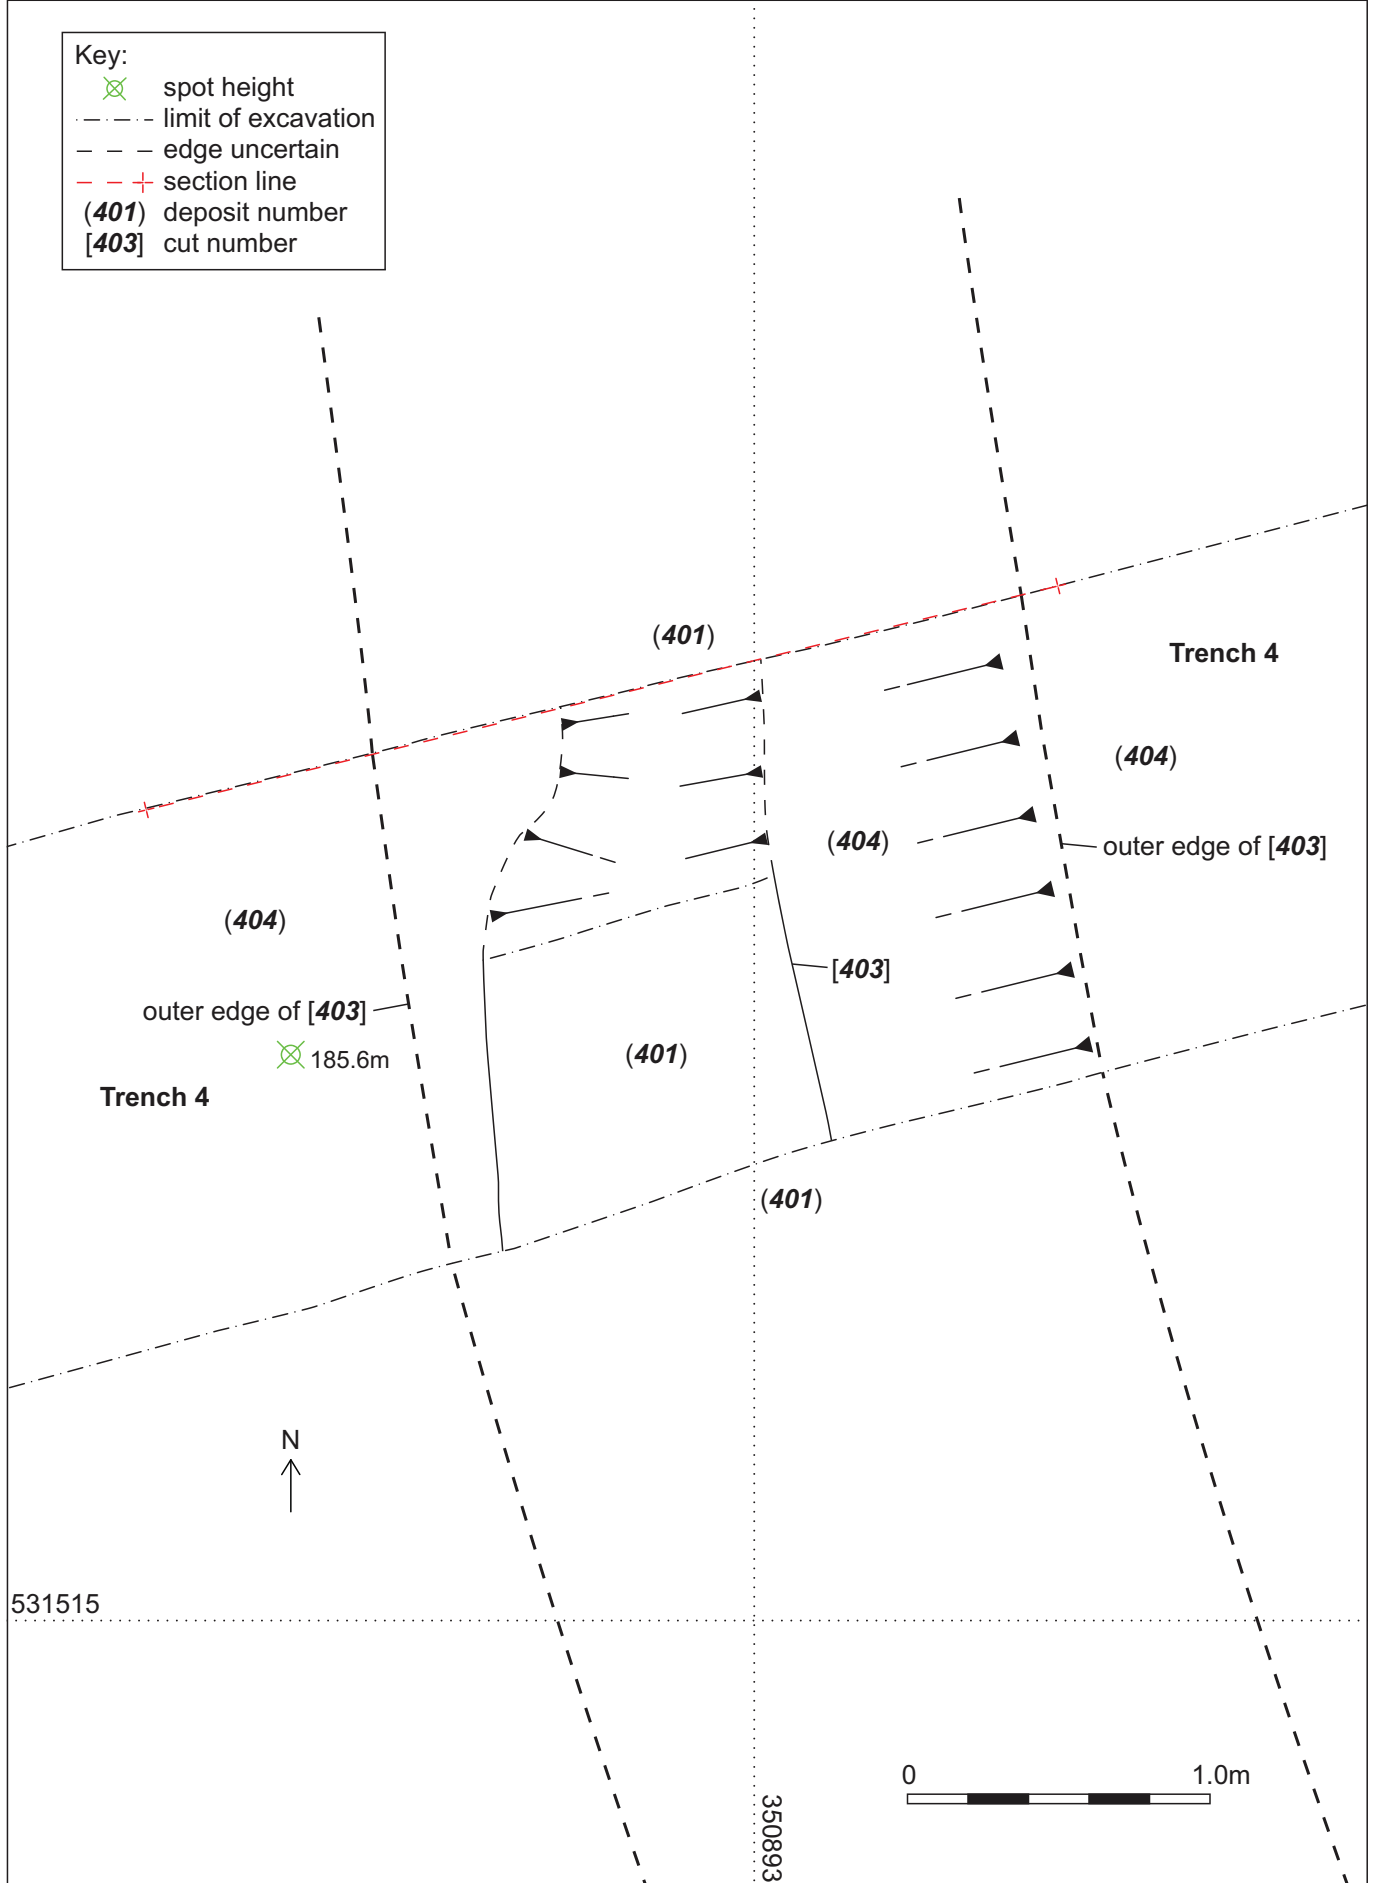 Key:
spot height
limit of excavation
edge uncertain
section line
(401) deposit number
[403] cut number
(401)
Trench 4
(404)
(404)
outer edge of [403]
(404)
[403]
outer edge of [403]
(401)
185.6m
Trench 4
(401)
N
531515
0 1.0m
350893